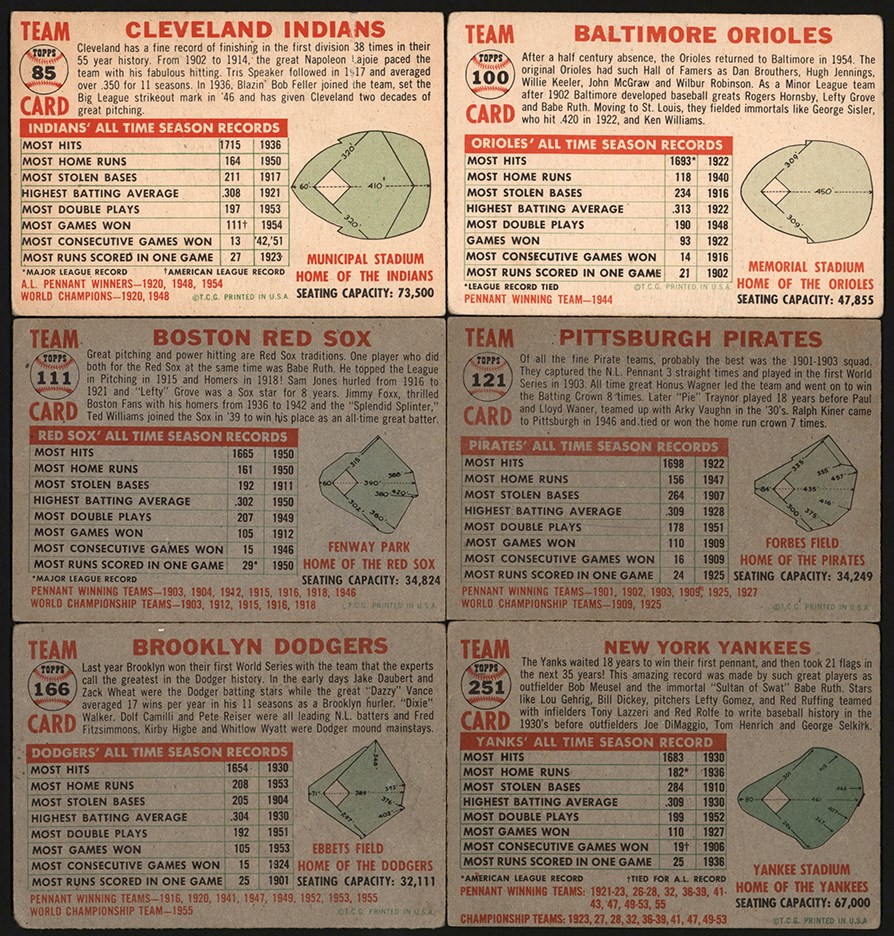 TEAM
TOPPS
85
CARD
CLEVELAND INDIANS
Cleveland has a fine record of finishing in the first division 38 times in their
55 year history. From 1902 to 1914, the great Napoleon Lajoie paced the
team with his fabulous hitting. Tris Speaker followed in 1917 and averaged
over .350 for 11 seasons. In 1936, Blazin' Bob Feller joined the team, set the
Big League strikeout mark in '46 and has given Cleveland two decades of
great pitching.
INDIANS' ALL TIME SEASON RECORDS
MOST HITS 1715 1936
MOST HOME RUNS 164 1950
MOST STOLEN BASES 211 1917
HIGHEST BATTING AVERAGE .308 1921
MOST DOUBLE PLAYS 197 1953
MOST GAMES WON 111† 1954
MOST CONSECUTIVE GAMES WON 13 '42,'51
MOST RUNS SCORED IN ONE GAME 27 1923
*MAJOR LEAGUE RECORD †AMERICAN LEAGUE RECORD
A.L. PENNANT WINNERS—1920, 1948, 1954
WORLD CHAMPIONS—1920, 1948
©T.C.G. PRINTED IN U.S.A.
320'
60'
410'
320'
MUNICIPAL STADIUM
HOME OF THE INDIANS
SEATING CAPACITY: 73,500
TEAM
TOPPS
100
CARD
BALTIMORE ORIOLES
After a half century absence, the Orioles returned to Baltimore in 1954. The
original Orioles had such Hall of Famers as Dan Brouthers, Hugh Jennings,
Willie Keeler, John McGraw and Wilbur Robinson. As a Minor League team
after 1902 Baltimore developed baseball greats Rogers Hornsby, Lefty Grove
and Babe Ruth. Moving to St. Louis, they fielded immortals like George Sisler,
who hit .420 in 1922, and Ken Williams.
ORIOLES' ALL TIME SEASON RECORDS
MOST HITS 1693* 1922
MOST HOME RUNS 118 1940
MOST STOLEN BASES 234 1916
HIGHEST BATTING AVERAGE .313 1922
MOST DOUBLE PLAYS 190 1948
GAMES WON 93 1922
MOST CONSECUTIVE GAMES WON 14 1916
MOST RUNS SCORED IN ONE GAME 21 1902
*LEAGUE RECORD TIED
©T.C.G. PRINTED IN U.S.A.
PENNANT WINNING TEAM—1944
309'
450
309'
MEMORIAL STADIUM
HOME OF THE ORIOLES
SEATING CAPACITY: 47,855
TEAM
TOPPS
111
CARD
BOSTON RED SOX
Great pitching and power hitting are Red Sox traditions. One player who did
both for the Red Sox at the same time was Babe Ruth. He topped the League
in Pitching in 1915 and Homers in 1918! Sam Jones hurled from 1916 to
1921 and "Lefty" Grove was a Sox star for 8 years. Jimmy Foxx, thrilled
Boston Fans with his homers from 1936 to 1942 and the "Splendid Splinter,"
Ted Williams joined the Sox in '39 to win his place as an all-time great batter.
RED SOX' ALL TIME SEASON RECORDS
MOST HITS 1665 1950
MOST HOME RUNS 161 1950
MOST STOLEN BASES 192 1911
HIGHEST BATTING AVERAGE .302 1950
MOST DOUBLE PLAYS 207 1949
MOST GAMES WON 105 1912
MOST CONSECUTIVE GAMES WON 15 1946
MOST RUNS SCORED IN ONE GAME 29* 1950
*MAJOR LEAGUE RECORD
PENNANT WINNING TEAMS—1903, 1904, 1912, 1915, 1916, 1918, 1946
WORLD CHAMPIONSHIP TEAMS—1903, 1912, 1915, 1916, 1918
T.C.G. PRINTED IN U.S.A.
315'
60
390'
388'
380'
420'
302'
380'
FENWAY PARK
HOME OF THE RED SOX
SEATING CAPACITY: 34,824
TEAM
TOPPS
121
CARD
PITTSBURGH PIRATES
Of all the fine Pirate teams, probably the best was the 1901-1903 squad.
They captured the N.L. Pennant 3 straight times and played in the first World
Series in 1903. All time great Honus Wagner led the team and went on to win
the Batting Crown 8 times. Later "Pie" Traynor played 18 years before Paul
and Lloyd Waner, teamed up with Arky Vaughn in the '30's. Ralph Kiner came
to Pittsburgh in 1946 and tied or won the home run crown 7 times.
PIRATES' ALL TIME SEASON RECORDS
MOST HITS 1698 1922
MOST HOME RUNS 156 1947
MOST STOLEN BASES 264 1907
HIGHEST BATTING AVERAGE .309 1928
MOST DOUBLE PLAYS 178 1951
MOST GAMES WON 110 1909
MOST CONSECUTIVE GAMES WON 16 1909
MOST RUNS SCORED IN ONE GAME 24 1925
PENNANT WINNING TEAMS—1901, 1902, 1903, 1909, 1925, 1927
WORLD CHAMPIONSHIP TEAMS—1909, 1925
©T.C.G. PRINTED IN U.S.A.
335'
355'
457'
84'
435'
416'
300'
375'
FORBES FIELD
HOME OF THE PIRATES
SEATING CAPACITY: 34,249
TEAM
TOPPS
166
CARD
BROOKLYN DODGERS
Last year Brooklyn won their first World Series with the team that the experts
call the greatest in the Dodger history. In the early days Jake Daubert and
Zack Wheat were the Dodger batting stars while the great "Dazzy" Vance
averaged 17 wins per year in his 11 seasons as a Brooklyn hurler. "Dixie"
Walker. Dolf Camilli and Pete Reiser were all leading N.L. batters and Fred
Fitzsimmons, Kirby Higbe and Whitlow Wyatt were Dodger mound mainstays.
DODGERS' ALL TIME SEASON RECORDS
MOST HITS 1654 1930
MOST HOME RUNS 208 1953
MOST STOLEN BASES 205 1904
HIGHEST BATTING AVERAGE .304 1930
MOST DOUBLE PLAYS 192 1951
MOST GAMES WON 105 1953
MOST CONSECUTIVE GAMES WON 15 1924
MOST RUNS SCORED IN ONE GAME 25 1901
PENNANT WINNING TEAMS—1916, 1920, 1941, 1947, 1949, 1952, 1953, 1955
WORLD CHAMPIONSHIP TEAM—1955
©T.C.G. PRINTED IN U.S.A.
348'
71'
389'
376'
403'
297'
EBBETS FIELD
HOME OF THE DODGERS
SEATING CAPACITY: 32,111
TEAM
TOPPS
251
CARD
NEW YORK YANKEES
The Yanks waited 18 years to win their first pennant, and then took 21 flags in
the next 35 years! This amazing record was made by such great players as
outfielder Bob Meusel and the immortal "Sultan of Swat" Babe Ruth. Stars
like Lou Gehrig, Bill Dickey, pitchers Lefty Gomez, and Red Ruffing teamed
with infielders Tony Lazzeri and Red Rolfe to write baseball history in the
1930's before outfielders Joe DiMaggio, Tom Henrich and George Selkirk.
YANKS' ALL TIME SEASON RECORDS
MOST HITS 1683 1930
MOST HOME RUNS 182* 1936
MOST STOLEN BASES 284 1910
HIGHEST BATTING AVERAGE .309 1930
MOST DOUBLE PLAYS 199 1952
MOST GAMES WON 110 1927
MOST CONSECUTIVE GAMES WON 19† 1906
MOST RUNS SCORED IN ONE GAME 25 1936
*AMERICAN LEAGUE RECORD †TIED FOR A.L. RECORD
PENNANT WINNING TEAMS: 1921-23, 26-28, 32, 36-39, 41-
43, 47, 49-53, 55
CHAMPIONSHIP TEAMS: 1923, 27, 28, 32, 36-39, 41, 47, 49-53
©T.C.G. PRINTED IN U.S.A.
301
80
461
YANKEE STADIUM
HOME OF THE YANKEES
SEATING CAPACITY: 67,000